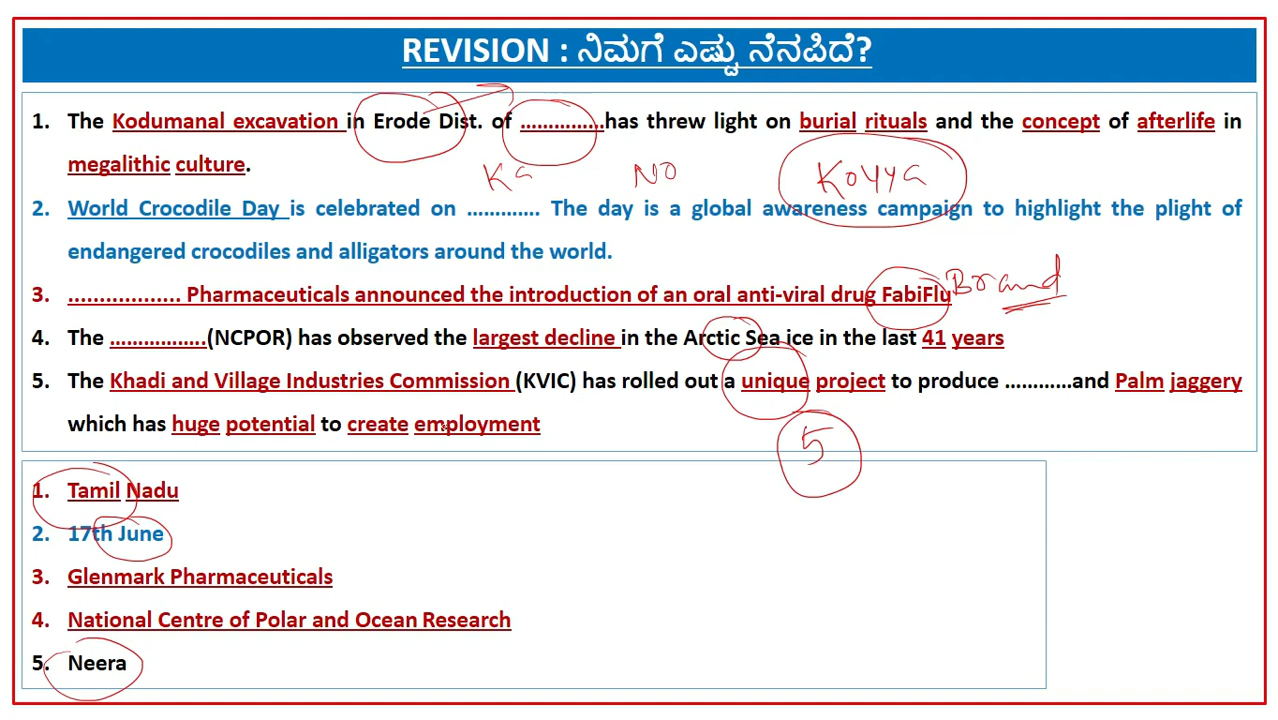 REVISION : ನಿಮಗೆ ಎಷ್ಟು ನೆನಪಿದೆ?
1. The Kodumanal excavation in Erode Dist. of ..............has threw light on burial rituals and the concept of afterlife in
megalithic culture.
Ka NO Koyya
2. World Crocodile Day is celebrated on ............. The day is a global awareness campaign to highlight the plight of
endangered crocodiles and alligators around the world.
3. .................. Pharmaceuticals announced the introduction of an oral anti-viral drug FabiFlu Brand
4. The ................(NCPOR) has observed the largest decline in the Arctic Sea ice in the last 41 years
5. The Khadi and Village Industries Commission (KVIC) has rolled out a unique project to produce ............and Palm jaggery
which has huge potential to create employment
5
1. Tamil Nadu
2. 17th June
3. Glenmark Pharmaceuticals
4. National Centre of Polar and Ocean Research
5. Neera